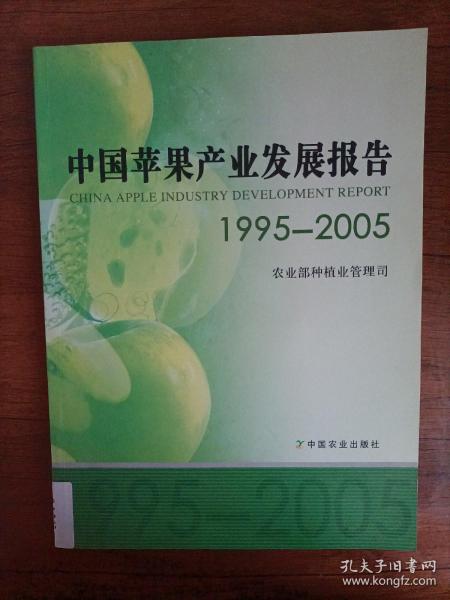 中国苹果产业发展报告
CHINA APPLE INDUSTRY DEVELOPMENT REPORT
1995—2005
农业部种植业管理司
中国农业出版社
1995—2005
孔夫子旧书网
www.kongfz.com